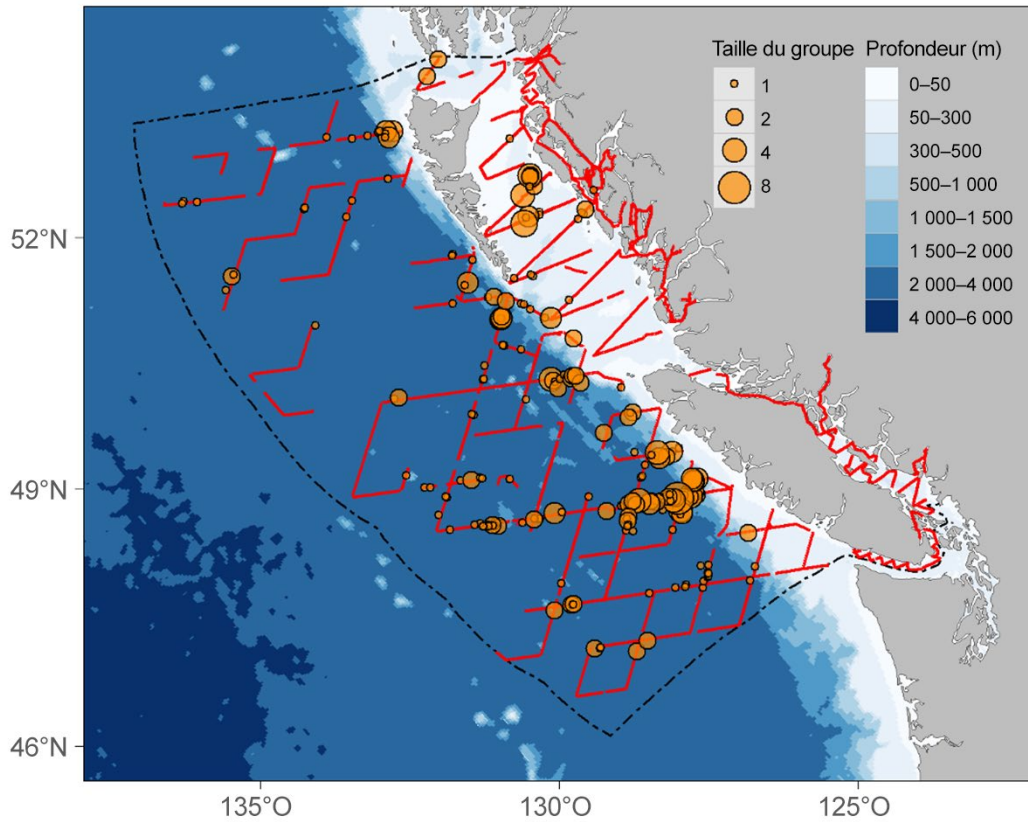 Taille du groupe
1
2
4
8
Profondeur (m)
0–50
50–300
300–500
500–1 000
1 000–1 500
1 500–2 000
2 000–4 000
4 000–6 000
52°N
49°N
46°N
135°O
130°O
125°O